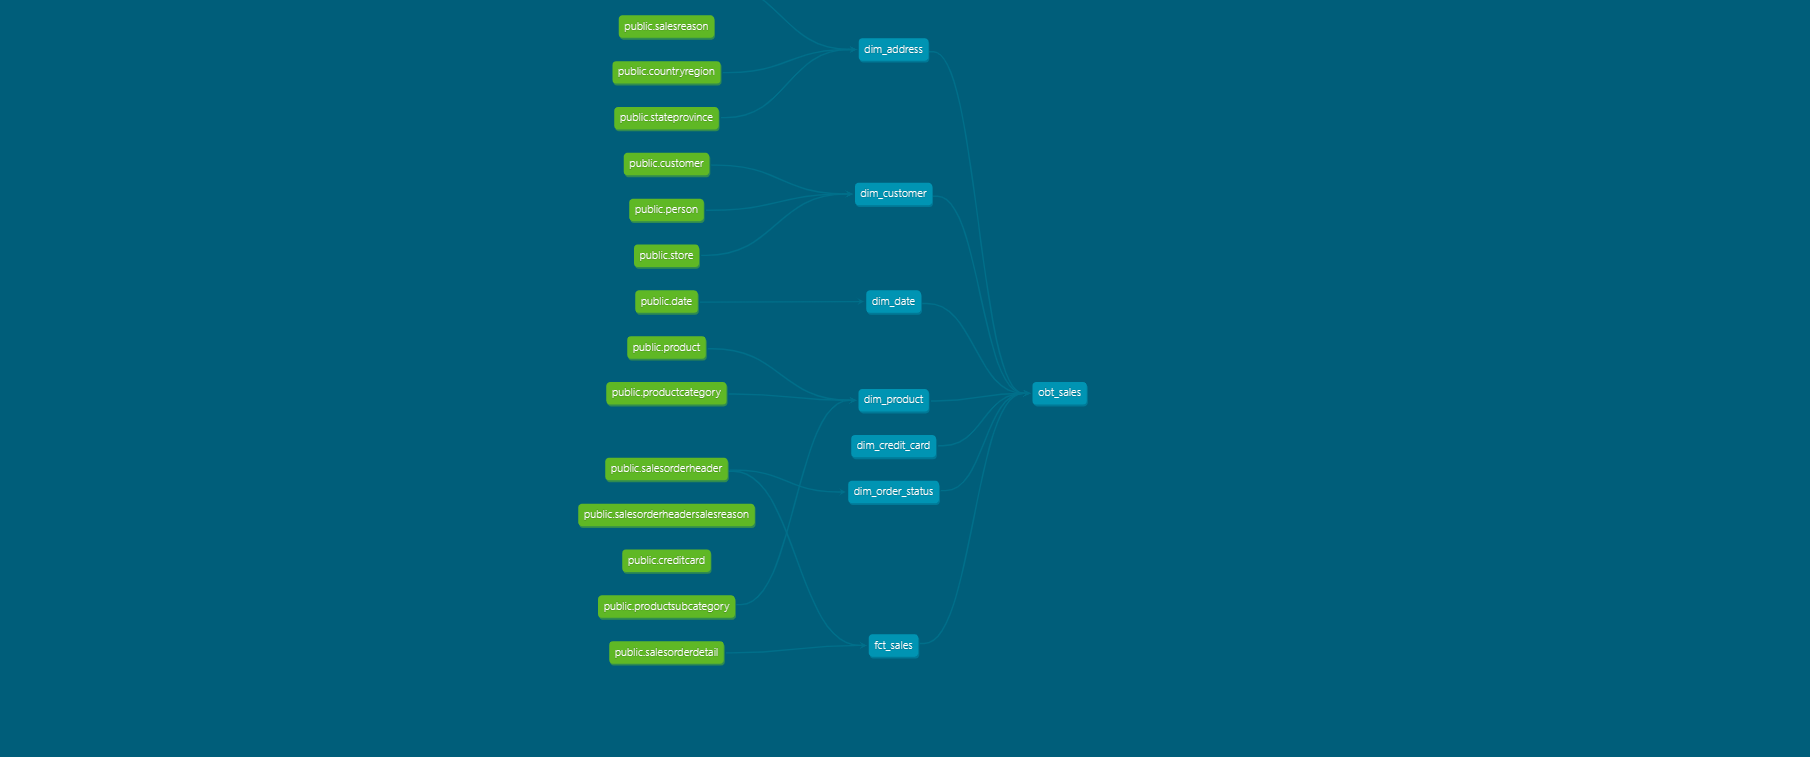 public.salesreason
public.countryregion
public.stateprovince
public.customer
public.person
public.store
public.date
public.product
public.productcategory
public.salesorderheader
public.salesorderheadersalesreason
public.creditcard
public.productsubcategory
public.salesorderdetail
dim_address
dim_customer
dim_date
dim_product
dim_credit_card
dim_order_status
fct_sales
obt_sales